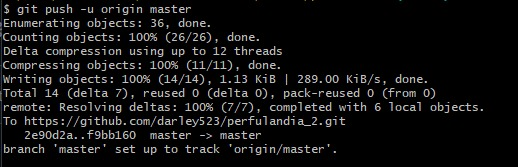 $ git push -u origin master
Enumerating objects: 36, done.
Counting objects: 100% (26/26), done.
Delta compression using up to 12 threads
Compressing objects: 100% (11/11), done.
Writing objects: 100% (14/14), 1.13 KiB | 289.00 KiB/s, done.
Total 14 (delta 7), reused 0 (delta 0), pack-reused 0 (from 0)
remote: Resolving deltas: 100% (7/7), completed with 6 local objects.
To https://github.com/darley523/perfulandia_2.git
   2e90d2a..f9bb160  master -> master
branch 'master' set up to track 'origin/master'.